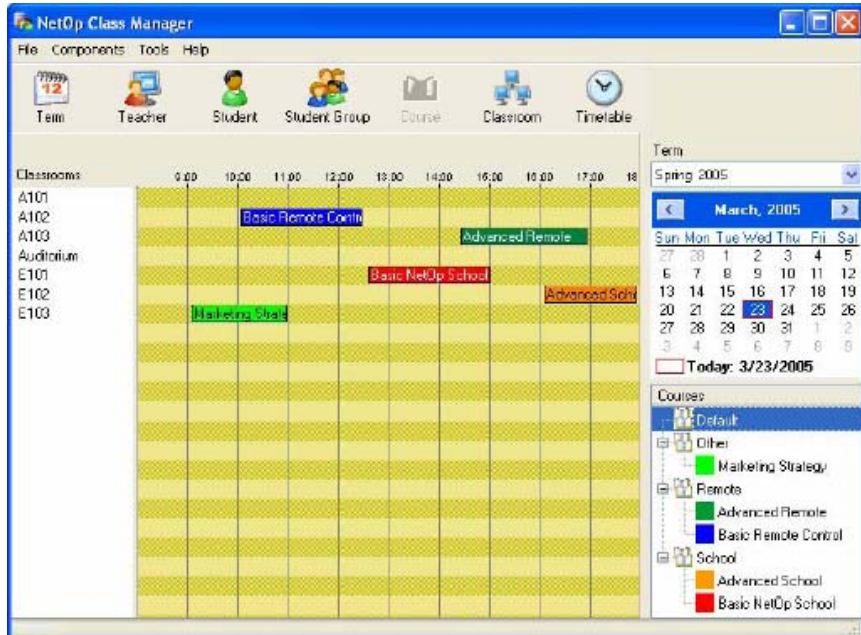 NetOp Class Manager
File Components Tools Help
12
Term Teacher Student Student Group Course Classroom Timetable
Term
Spring 2005
Classrooms 9:00 10:00 11:00 12:00 13:00 14:00 15:00 16:00 17:00 18
A101
A102 Basic Remote Contr
A103 Advanced Remote
Auditorium
E101 Basic NetOp School
E102 Advanced Scho
E103 Marketing Strate
March, 2005
Sun Mon Tue Wed Thu Fri Sat
27 28 1 2 3 4 5
6 7 8 9 10 11 12
13 14 15 16 17 18 19
20 21 22 23 24 25 26
27 28 29 30 31 1 2
3 4 5 6 7 8 9
Today: 3/23/2005
Courses
Default
Other
Marketing Strategy
Remote
Advanced Remote
Basic Remote Control
School
Advanced School
Basic NetOp School